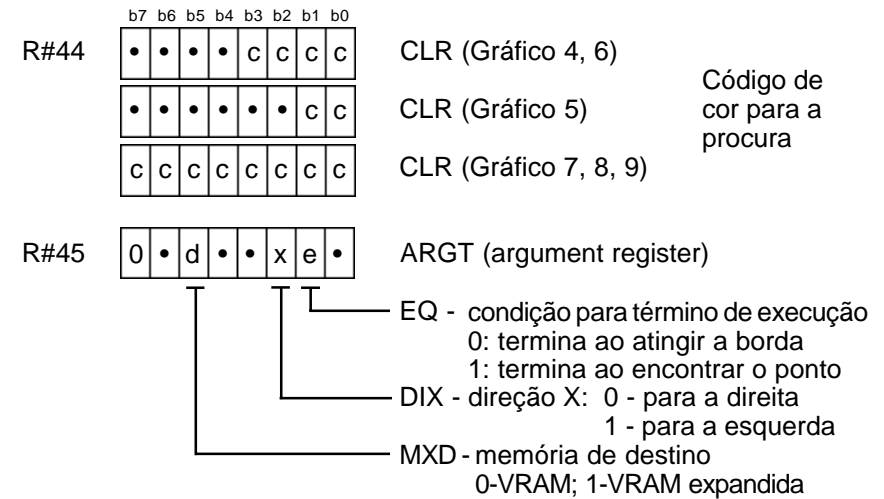 b7 b6 b5 b4 b3 b2 b1 b0
R#44 • • • • c c c c CLR (Gráfico 4, 6)
• • • • • • c c CLR (Gráfico 5)
c c c c c c c c CLR (Gráfico 7, 8, 9)
Código de
cor para a
procura
R#45 0 • d • • x e • ARGT (argument register)
EQ - condição para término de execução
0: termina ao atingir a borda
1: termina ao encontrar o ponto
DIX - direção X: 0 - para a direita
1 - para a esquerda
MXD - memória de destino
0-VRAM; 1-VRAM expandida